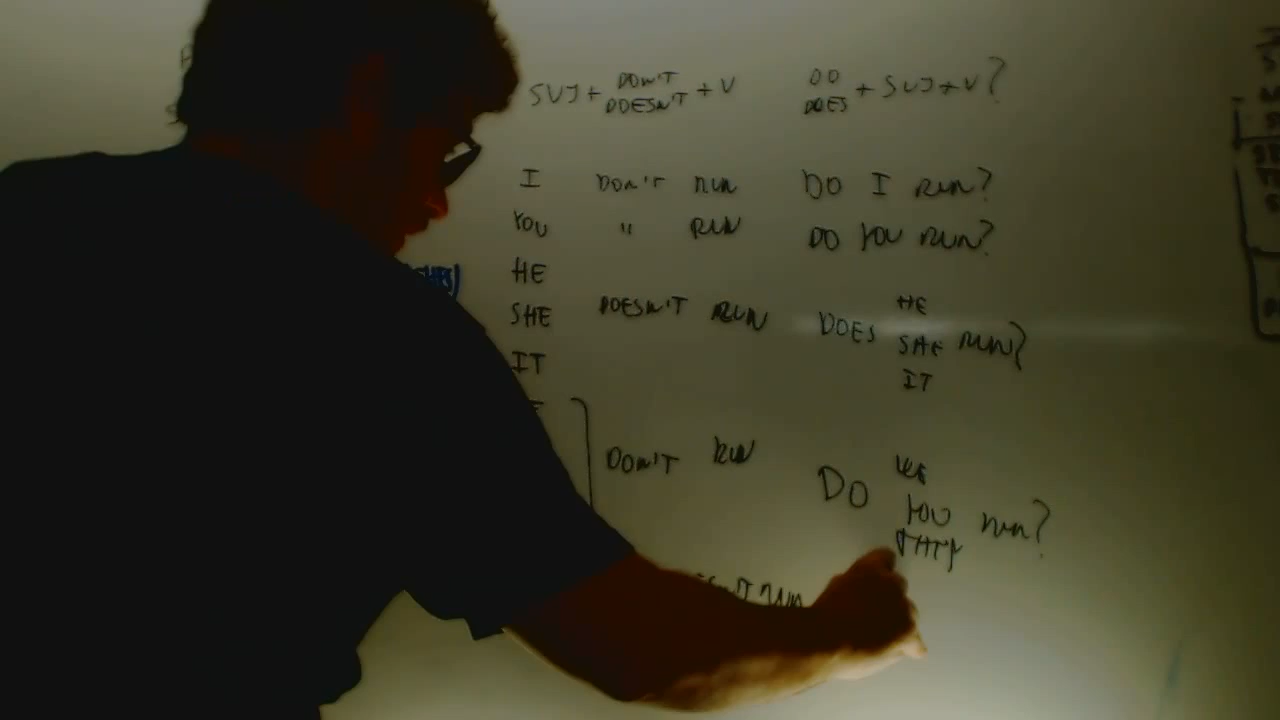 SUJ + DON'T / DOESN'T + V
DO / DOES + SUJ + V?
I DON'T RUN DO I RUN?
YOU " RUN DO YOU RUN?
HE
SHE DOESN'T RUN
IT
DOES HE / SHE / IT RUN?
DON'T RUN
DO WE / YOU / THEY RUN?
RUN